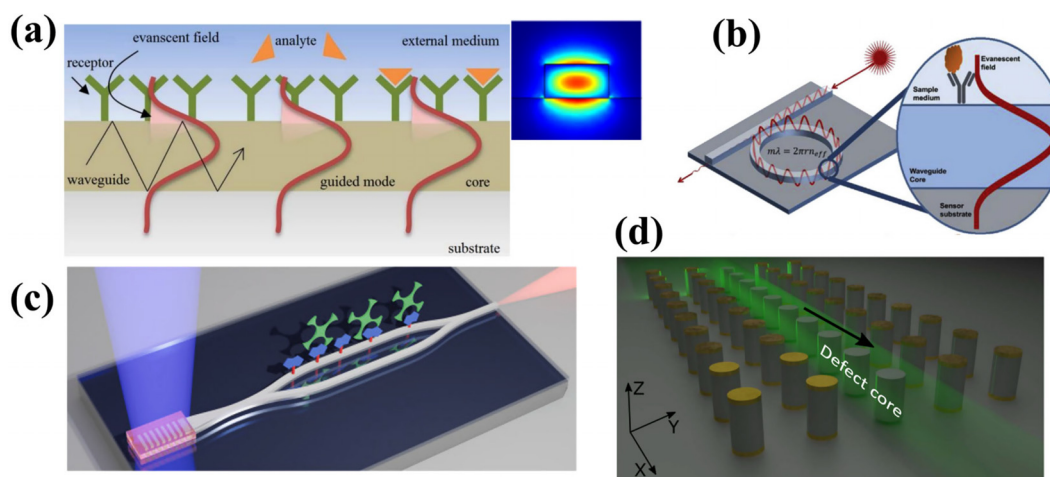 (a)
evanscent field
analyte
external medium
receptor
waveguide
guided mode
core
substrate
(b)
Evanescent
field
Sample
medium
mλ = 2πrn_eff
Waveguide
Core
Sensor
substrate
(c)
(d)
Defect core
Z
Y
X